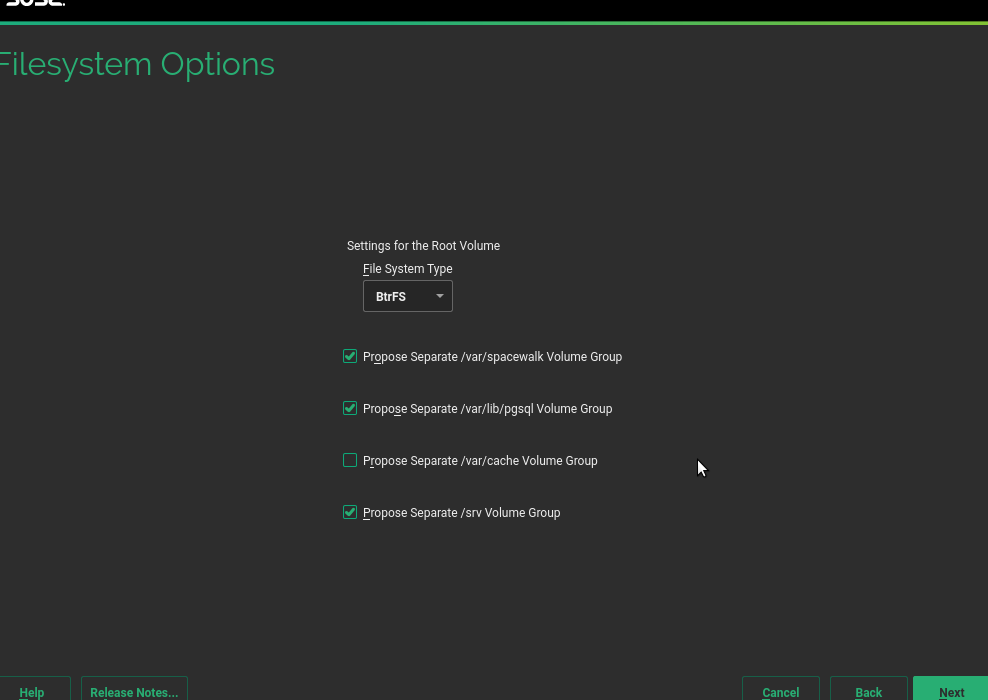 SUSE.
Filesystem Options
Settings for the Root Volume
File System Type
BtrFS
Propose Separate /var/spacewalk Volume Group
Propose Separate /var/lib/pgsql Volume Group
Propose Separate /var/cache Volume Group
Propose Separate /srv Volume Group
Help
Release Notes...
Cancel
Back
Next